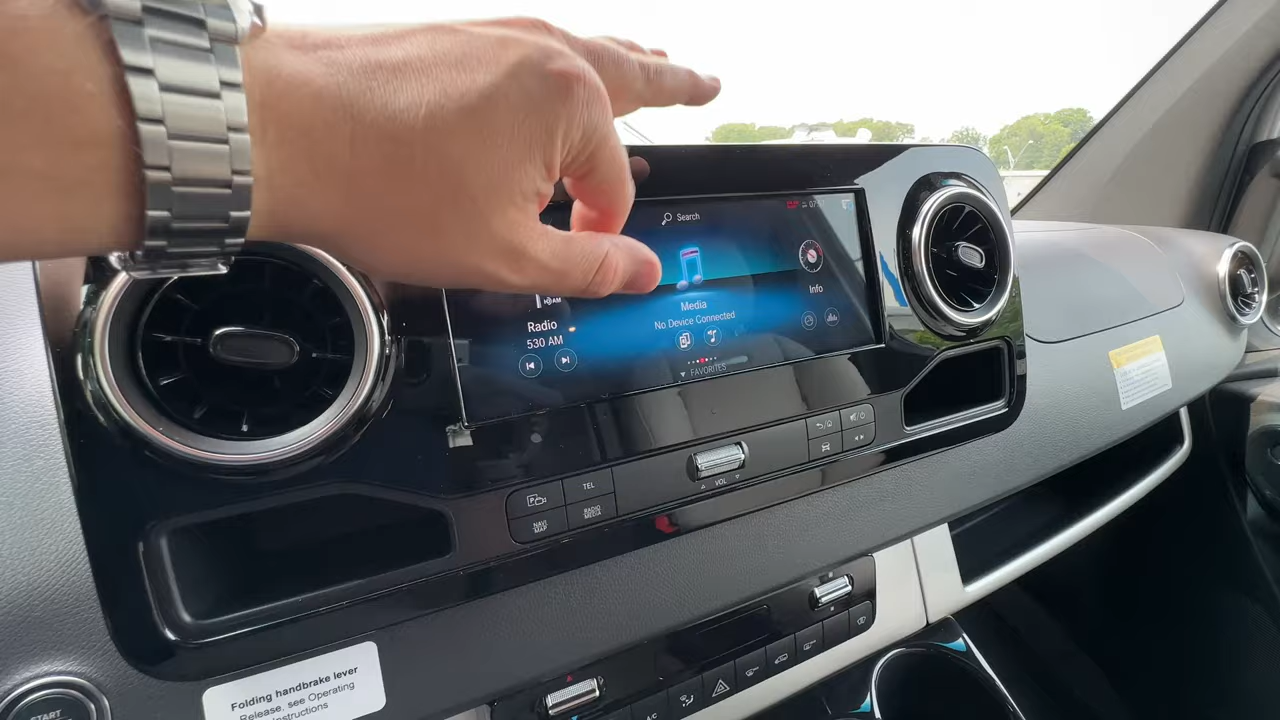 Search
Radio
530 AM
Media
No Device Connected
Info
FAVORITES
TEL
NAVI
MAP
RADIO
MEDIA
VOL
A/C
START
Folding handbrake lever
Release, see Operating